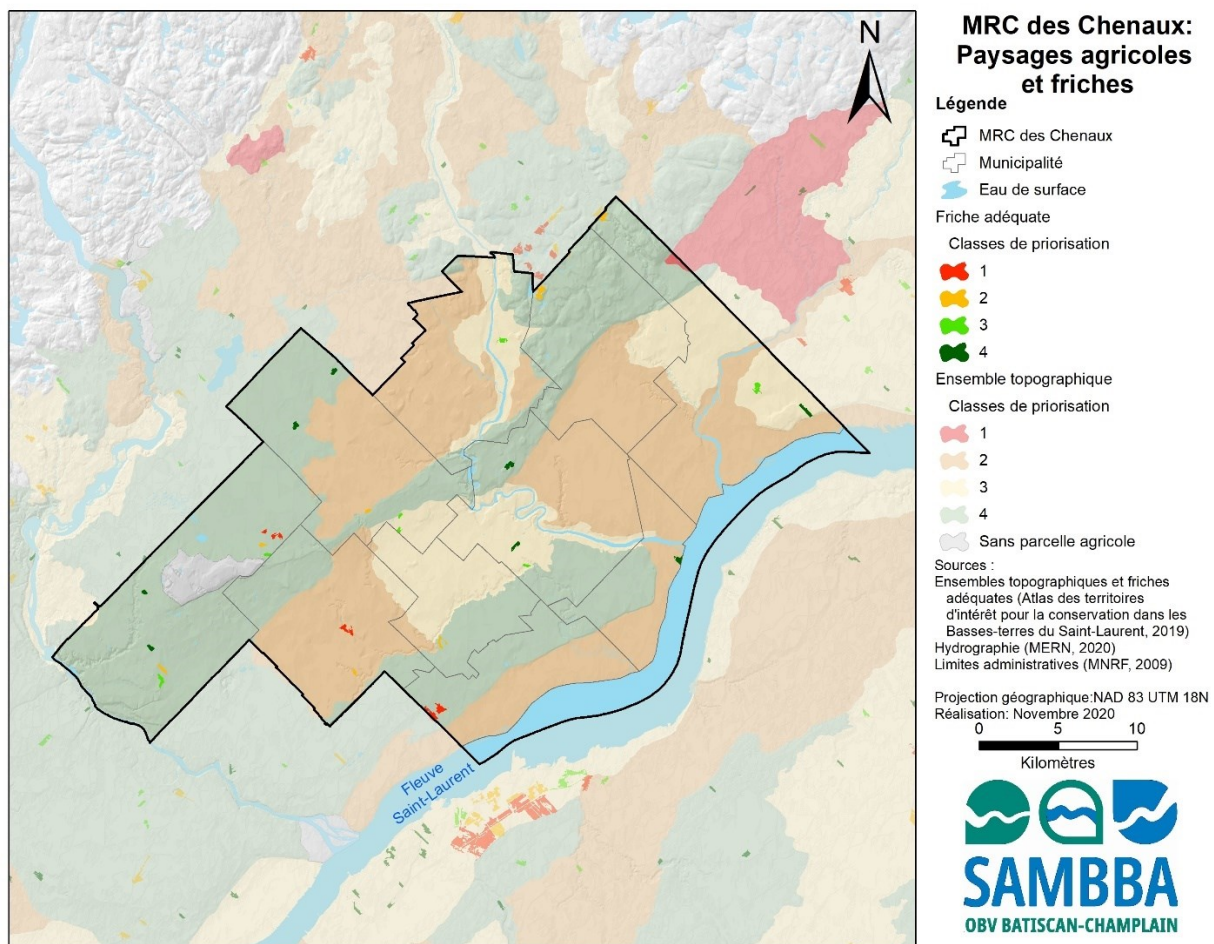 N
Fleuve
Saint-Laurent
MRC des Chenaux:
Paysages agricoles
et friches
Légende
MRC des Chenaux
Municipalité
Eau de surface
Friche adéquate
Classes de priorisation
1
2
3
4
Ensemble topographique
Classes de priorisation
1
2
3
4
Sans parcelle agricole
Sources :
Ensembles topographiques et friches
adéquates (Atlas des territoires
d'intérêt pour la conservation dans les
Basses-terres du Saint-Laurent, 2019)
Hydrographie (MERN, 2020)
Limites administratives (MNRF, 2009)
Projection géographique:NAD 83 UTM 18N
Réalisation: Novembre 2020
0 5 10
Kilomètres
SAMBBA
OBV BATISCAN-CHAMPLAIN